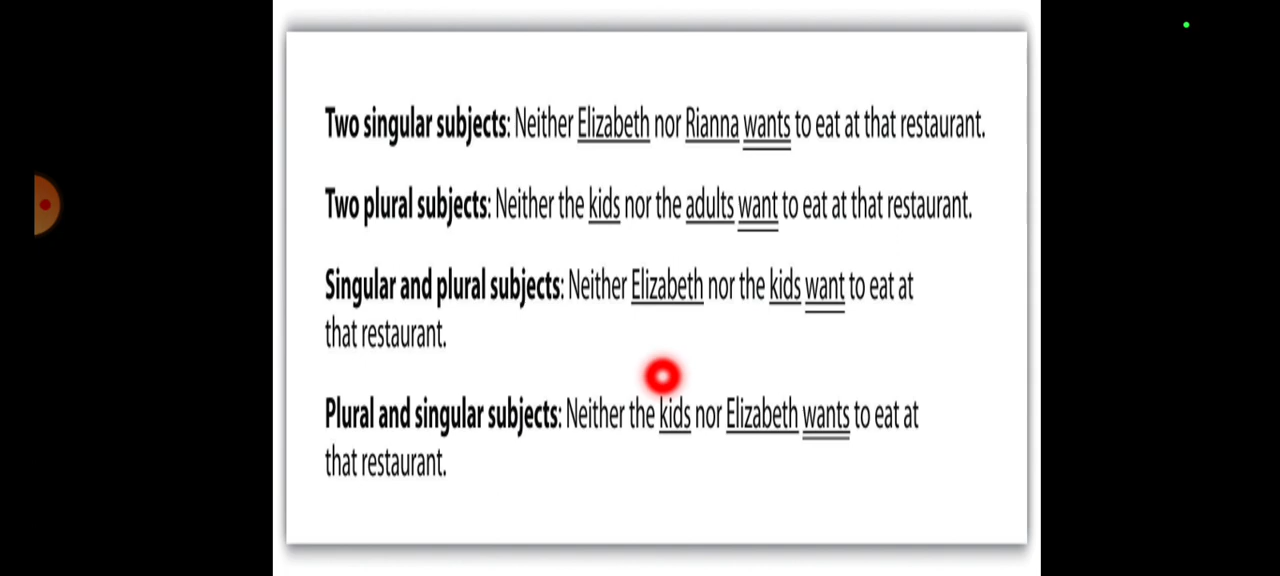 Two singular subjects: Neither Elizabeth nor Rianna wants to eat at that restaurant.
Two plural subjects: Neither the kids nor the adults want to eat at that restaurant.
Singular and plural subjects: Neither Elizabeth nor the kids want to eat at
that restaurant.
Plural and singular subjects: Neither the kids nor Elizabeth wants to eat at
that restaurant.